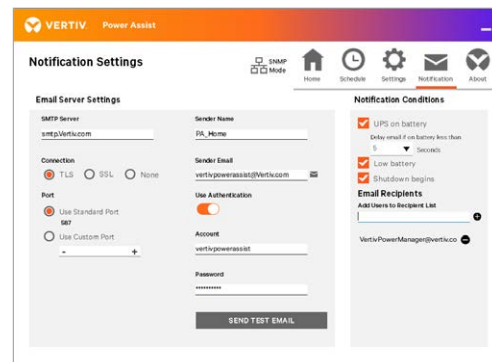 VERTIV. Power Assist
Notification Settings
SNMP
Mode
Home
Schedule
Settings
Notification
About
Email Server Settings
SMTP Server
smtp.Vertiv.com
Sender Name
PA_Home
Connection
TLS
SSL
None
Sender Email
vertivpowerassist@Vertiv.com
Port
Use Standard Port
587
Use Custom Port
-
+
Use Authentication
Account
vertivpowerassist
Password
**********
SEND TEST EMAIL
Notification Conditions
UPS on battery
Delay email if on battery less than
5 Seconds
Low battery
Shutdown begins
Email Recipients
Add Users to Recipient List
VertivPowerManager@vertiv.co